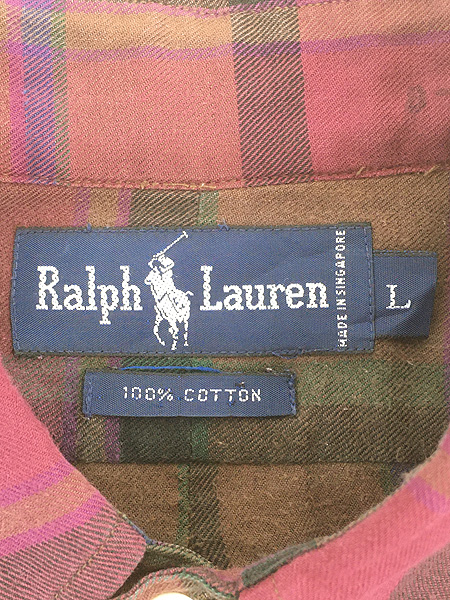 Ralph Lauren
MADE IN SINGAPORE
L
100% COTTON